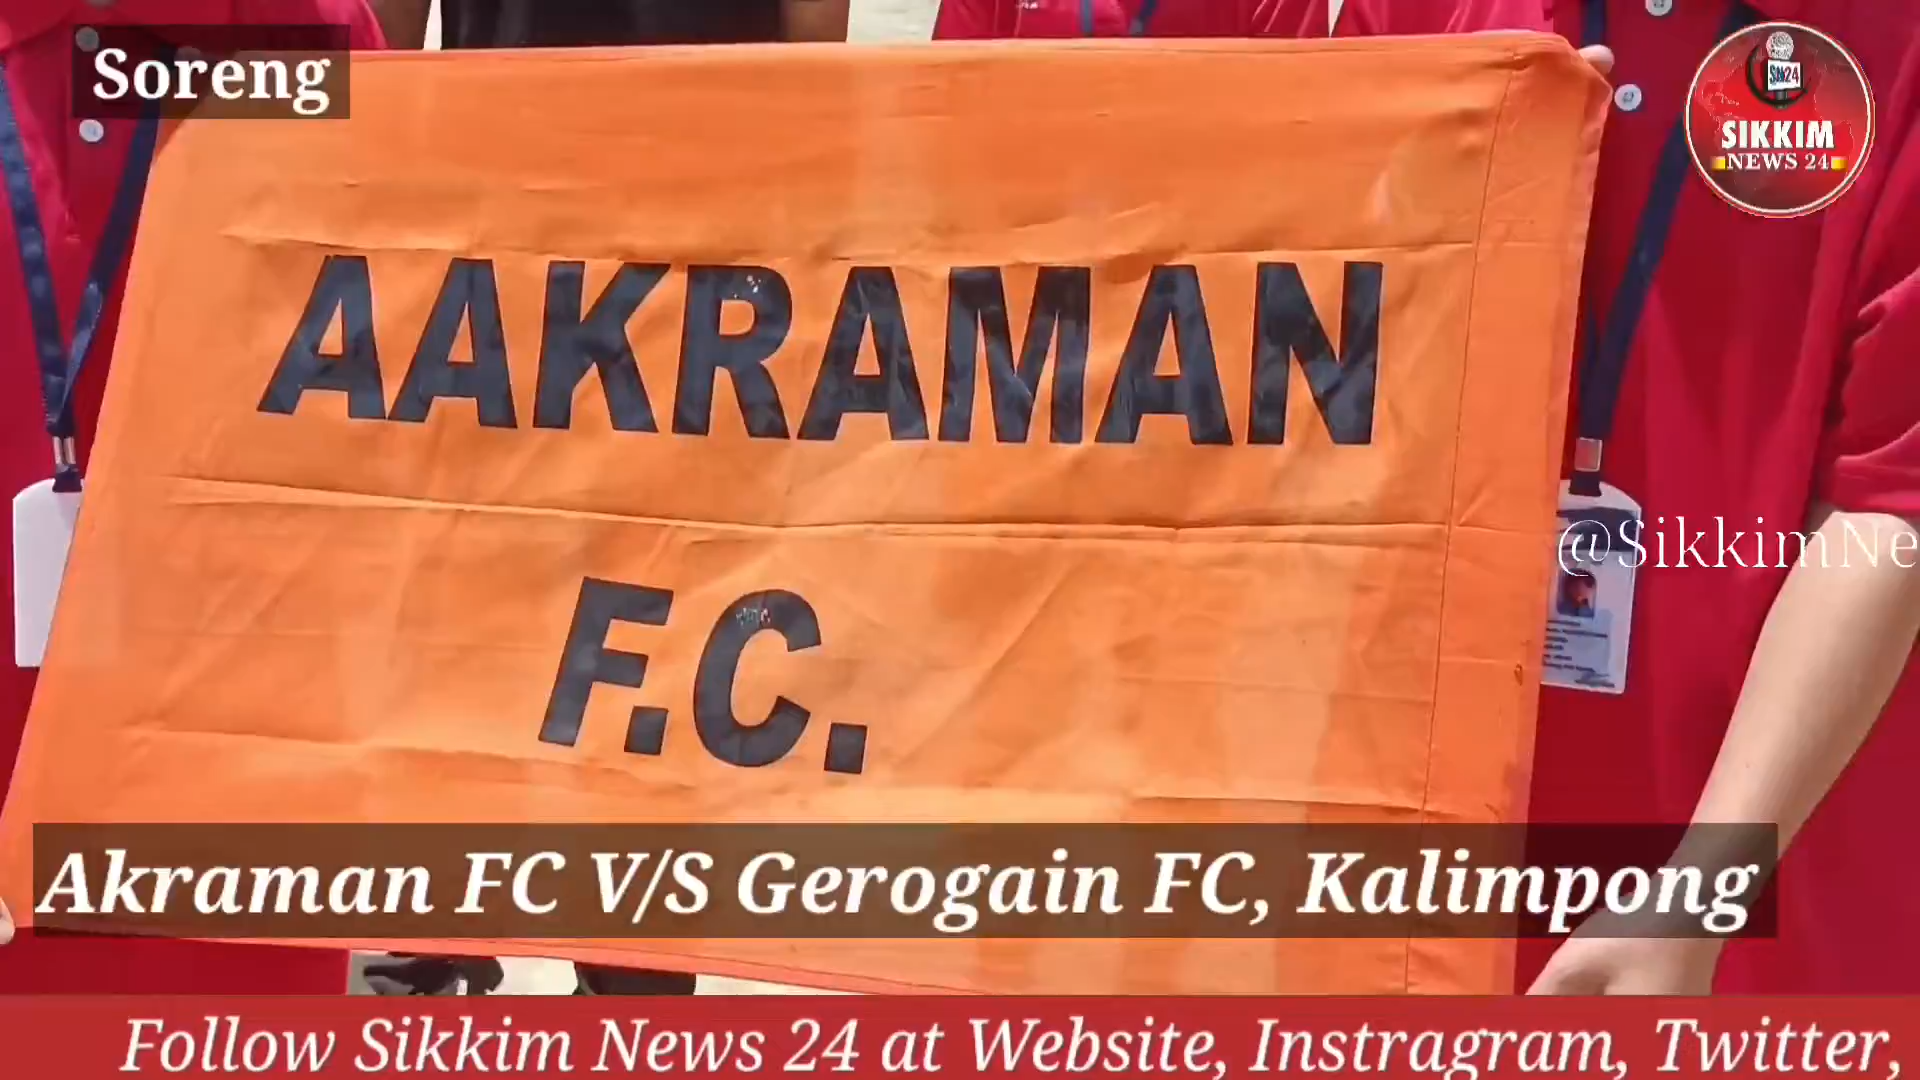 Soreng
SN24
SIKKIM
NEWS 24
AAKRAMAN
F.C.
@SikkimNe
Akraman FC V/S Gerogain FC, Kalimpong
Follow Sikkim News 24 at Website, Instragram, Twitter,